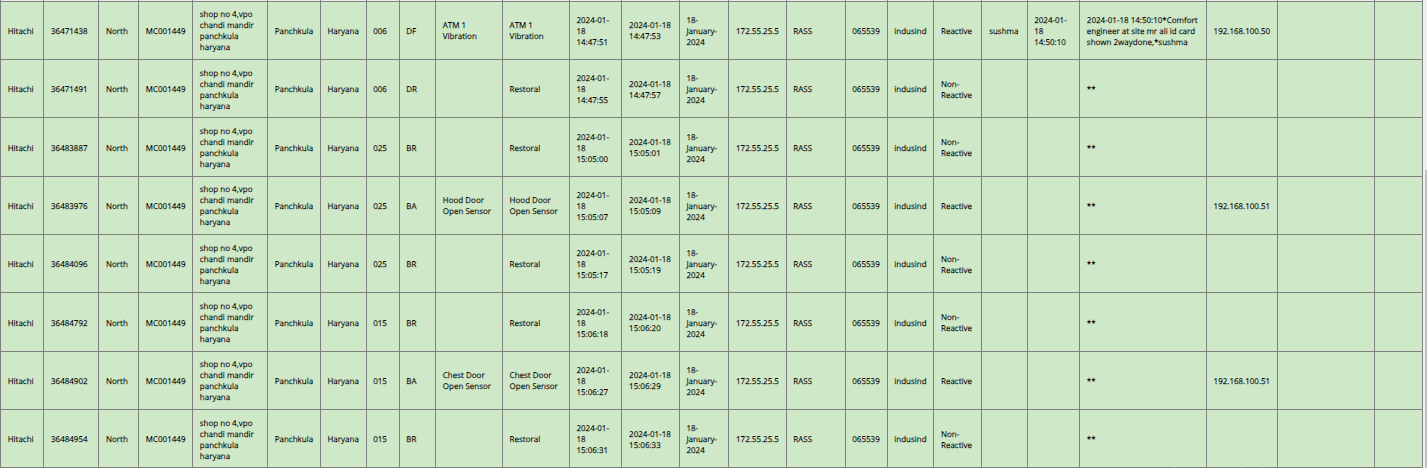 Hitachi 36471438 North MC001449 shop no 4,vpo chandi mandir panchkula haryana Panchkula Haryana 006 DF ATM 1 Vibration ATM 1 Vibration 2024-01-18 14:47:51 2024-01-18 14:47:53 18-January-2024 172.55.25.5 RASS 065539 indusind Reactive sushma 2024-01-18 14:50:10 2024-01-18 14:50:10*Comfort engineer at site mr ali id card shown 2waydone,*sushma 192.168.100.50
Hitachi 36471491 North MC001449 shop no 4,vpo chandi mandir panchkula haryana Panchkula Haryana 006 DR Restoral 2024-01-18 14:47:55 2024-01-18 14:47:57 18-January-2024 172.55.25.5 RASS 065539 indusind Non-Reactive **
Hitachi 36483887 North MC001449 shop no 4,vpo chandi mandir panchkula haryana Panchkula Haryana 025 BR Restoral 2024-01-18 15:05:00 2024-01-18 15:05:01 18-January-2024 172.55.25.5 RASS 065539 indusind Non-Reactive **
Hitachi 36483976 North MC001449 shop no 4,vpo chandi mandir panchkula haryana Panchkula Haryana 025 BA Hood Door Open Sensor Hood Door Open Sensor 2024-01-18 15:05:07 2024-01-18 15:05:09 18-January-2024 172.55.25.5 RASS 065539 indusind Reactive ** 192.168.100.51
Hitachi 36484096 North MC001449 shop no 4,vpo chandi mandir panchkula haryana Panchkula Haryana 025 BR Restoral 2024-01-18 15:05:17 2024-01-18 15:05:19 18-January-2024 172.55.25.5 RASS 065539 indusind Non-Reactive **
Hitachi 36484792 North MC001449 shop no 4,vpo chandi mandir panchkula haryana Panchkula Haryana 015 BR Restoral 2024-01-18 15:06:18 2024-01-18 15:06:20 18-January-2024 172.55.25.5 RASS 065539 indusind Non-Reactive **
Hitachi 36484902 North MC001449 shop no 4,vpo chandi mandir panchkula haryana Panchkula Haryana 015 BA Chest Door Open Sensor Chest Door Open Sensor 2024-01-18 15:06:27 2024-01-18 15:06:29 18-January-2024 172.55.25.5 RASS 065539 indusind Reactive ** 192.168.100.51
Hitachi 36484954 North MC001449 shop no 4,vpo chandi mandir panchkula haryana Panchkula Haryana 015 BR Restoral 2024-01-18 15:06:31 2024-01-18 15:06:33 18-January-2024 172.55.25.5 RASS 065539 indusind Non-Reactive **